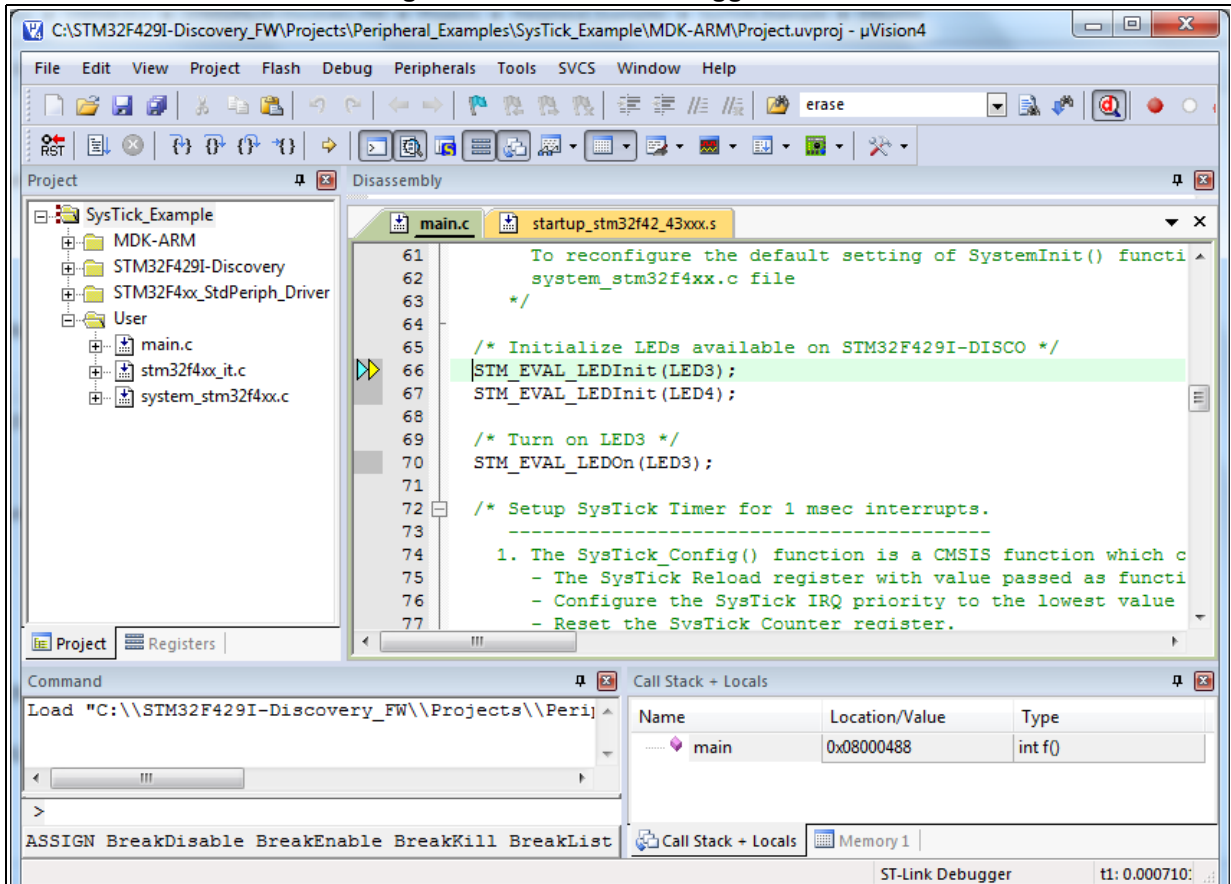 C:\STM32F429I-Discovery_FW\Projects\Peripheral_Examples\SysTick_Example\MDK-ARM\Project.uvproj - µVision4
File Edit View Project Flash Debug Peripherals Tools SVCS Window Help
erase
RST
Project
Disassembly
SysTick_Example
MDK-ARM
STM32F429I-Discovery
STM32F4xx_StdPeriph_Driver
User
main.c
stm32f4xx_it.c
system_stm32f4xx.c
main.c startup_stm32f42_43xxx.s
61 To reconfigure the default setting of SystemInit() functi
62 system_stm32f4xx.c file
63 */
64
65 /* Initialize LEDs available on STM32F429I-DISCO */
66 STM_EVAL_LEDInit(LED3);
67 STM_EVAL_LEDInit(LED4);
68
69 /* Turn on LED3 */
70 STM_EVAL_LEDOn(LED3);
71
72 /* Setup SysTick Timer for 1 msec interrupts.
73 ------------------------------------------
74 1. The SysTick_Config() function is a CMSIS function which c
75 - The SysTick Reload register with value passed as functi
76 - Configure the SysTick IRQ priority to the lowest value
77 - Reset the SysTick Counter register.
Project Registers
Command
Load "C:\\STM32F429I-Discovery_FW\\Projects\\Peri
>
ASSIGN BreakDisable BreakEnable BreakKill BreakList
Call Stack + Locals
Name Location/Value Type
main 0x08000488 int f()
Call Stack + Locals Memory 1
ST-Link Debugger t1: 0.000710